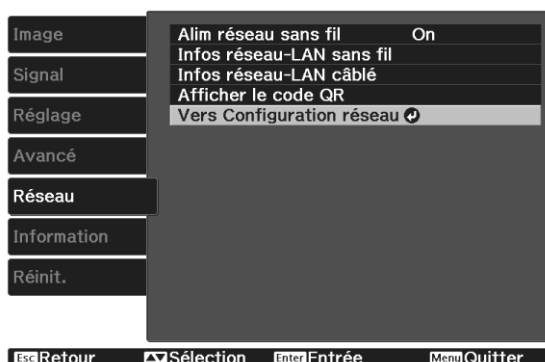 Image
Signal
Réglage
Avancé
Réseau
Information
Réinit.
Alim réseau sans fil On
Infos réseau-LAN sans fil
Infos réseau-LAN câblé
Afficher le code QR
Vers Configuration réseau
Esc Retour Sélection Enter Entrée Menu Quitter